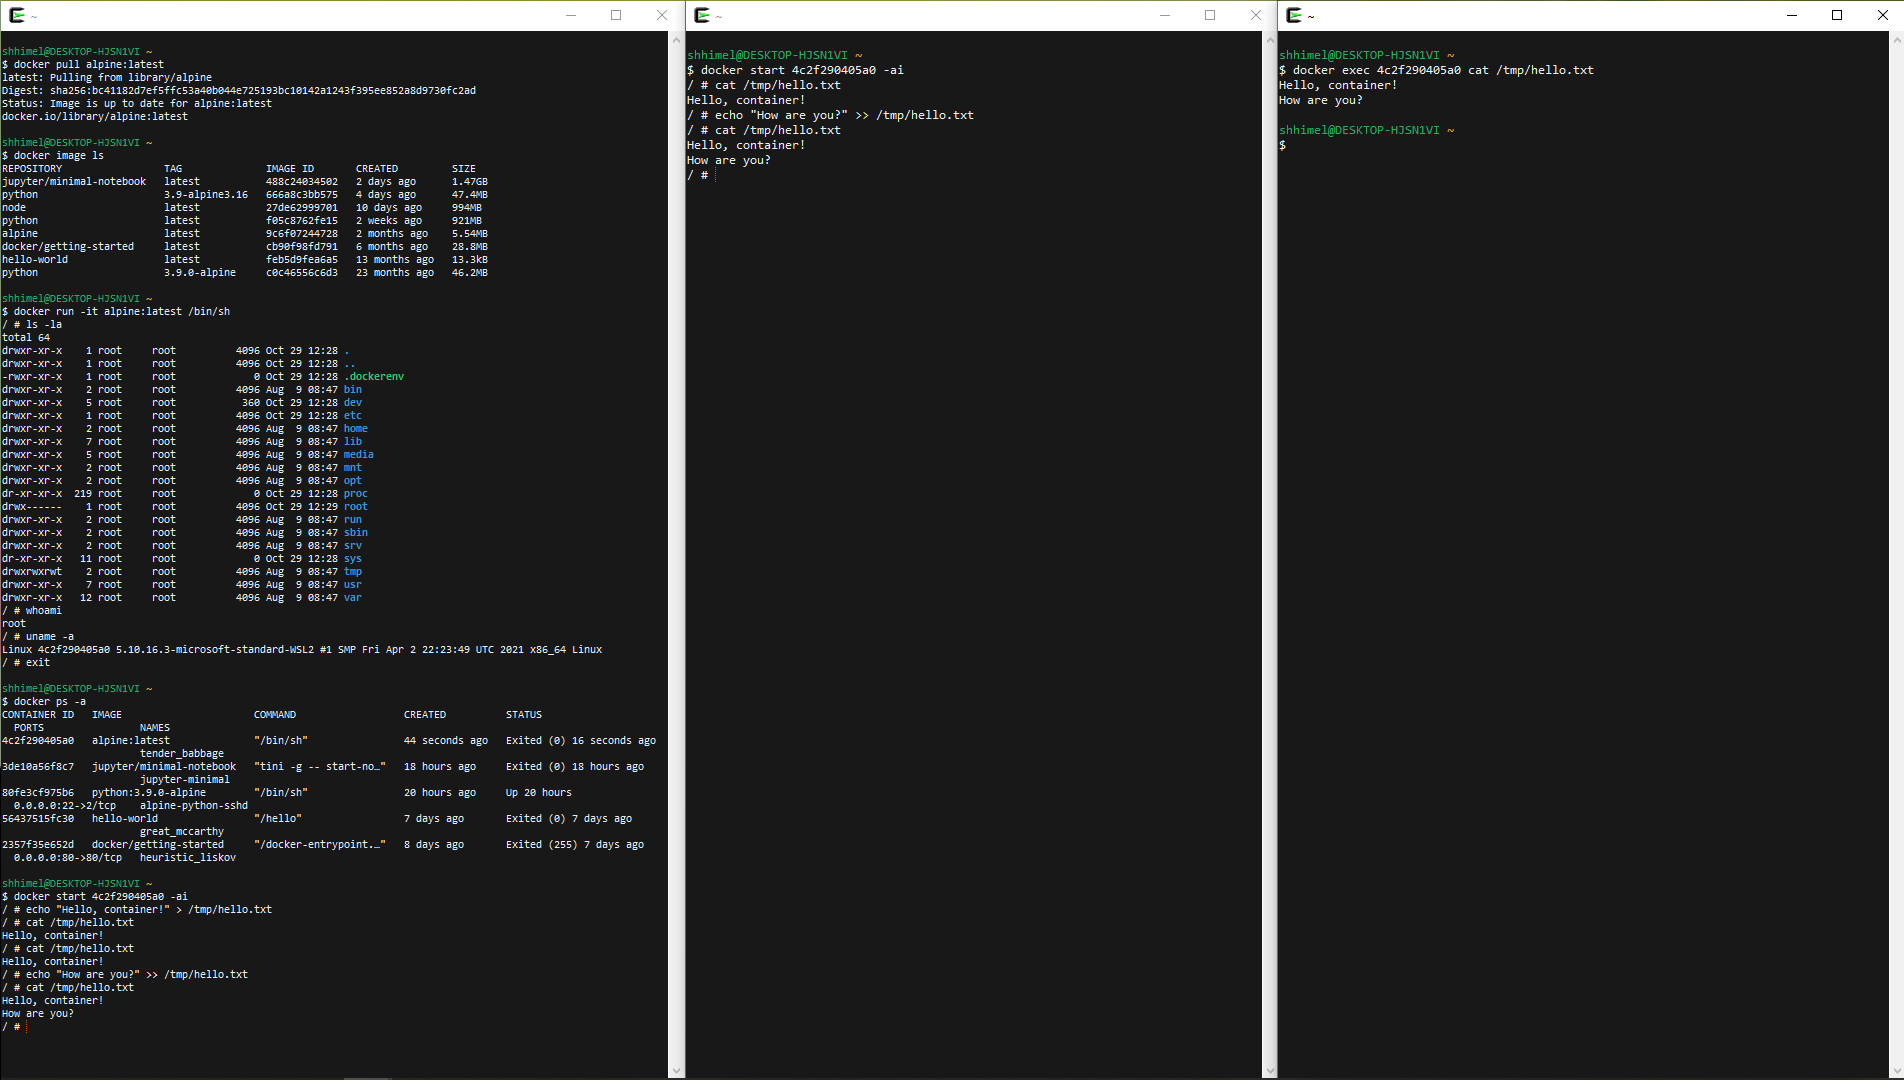 ~
shhimel@DESKTOP-HJSN1VI ~
$ docker pull alpine:latest
latest: Pulling from library/alpine
Digest: sha256:bc41182d7ef5ffc53a40b044e725193bc10142a1243f395ee852a8d9730fc2ad
Status: Image is up to date for alpine:latest
docker.io/library/alpine:latest
shhimel@DESKTOP-HJSN1VI ~
$ docker image ls
REPOSITORY TAG IMAGE ID CREATED SIZE
jupyter/minimal-notebook latest 488c24034502 2 days ago 1.47GB
python 3.9-alpine3.16 666a8c3bb575 4 days ago 47.4MB
node latest 27de62999701 10 days ago 994MB
python latest f05c8762fe15 2 weeks ago 921MB
alpine latest 9c6f07244728 2 months ago 5.54MB
docker/getting-started latest cb90f98fd791 6 months ago 28.8MB
hello-world latest feb5d9fea6a5 13 months ago 13.3kB
python 3.9.0-alpine c0c46556c6d3 23 months ago 46.2MB
shhimel@DESKTOP-HJSN1VI ~
$ docker run -it alpine:latest /bin/sh
/ # ls -la
total 64
drwxr-xr-x 1 root root 4096 Oct 29 12:28 .
drwxr-xr-x 1 root root 4096 Oct 29 12:28 ..
-rwxr-xr-x 1 root root 0 Oct 29 12:28 .dockerenv
drwxr-xr-x 2 root root 4096 Aug 9 08:47 bin
drwxr-xr-x 5 root root 360 Oct 29 12:28 dev
drwxr-xr-x 1 root root 4096 Oct 29 12:28 etc
drwxr-xr-x 2 root root 4096 Aug 9 08:47 home
drwxr-xr-x 7 root root 4096 Aug 9 08:47 lib
drwxr-xr-x 5 root root 4096 Aug 9 08:47 media
drwxr-xr-x 2 root root 4096 Aug 9 08:47 mnt
drwxr-xr-x 2 root root 4096 Aug 9 08:47 opt
dr-xr-xr-x 219 root root 0 Oct 29 12:28 proc
drwx------ 1 root root 4096 Oct 29 12:29 root
drwxr-xr-x 2 root root 4096 Aug 9 08:47 run
drwxr-xr-x 2 root root 4096 Aug 9 08:47 sbin
drwxr-xr-x 2 root root 4096 Aug 9 08:47 srv
dr-xr-xr-x 11 root root 0 Oct 29 12:28 sys
drwxrwxrwt 2 root root 4096 Aug 9 08:47 tmp
drwxr-xr-x 7 root root 4096 Aug 9 08:47 usr
drwxr-xr-x 12 root root 4096 Aug 9 08:47 var
/ # whoami
root
/ # uname -a
Linux 4c2f290405a0 5.10.16.3-microsoft-standard-WSL2 #1 SMP Fri Apr 2 22:23:49 UTC 2021 x86_64 Linux
/ # exit
shhimel@DESKTOP-HJSN1VI ~
$ docker ps -a
CONTAINER ID IMAGE COMMAND CREATED STATUS
PORTS NAMES
4c2f290405a0 alpine:latest "/bin/sh" 44 seconds ago Exited (0) 16 seconds ago
tender_babbage
3de10a56f8c7 jupyter/minimal-notebook "tini -g -- start-no…" 18 hours ago Exited (0) 18 hours ago
jupyter-minimal
80fe3cf975b6 python:3.9.0-alpine "/bin/sh" 20 hours ago Up 20 hours
0.0.0.0:22->2/tcp alpine-python-sshd
56437515fc30 hello-world "/hello" 7 days ago Exited (0) 7 days ago
great_mccarthy
2357f35e652d docker/getting-started "/docker-entrypoint.…" 8 days ago Exited (255) 7 days ago
0.0.0.0:80->80/tcp heuristic_liskov
shhimel@DESKTOP-HJSN1VI ~
$ docker start 4c2f290405a0 -ai
/ # echo "Hello, container!" > /tmp/hello.txt
/ # cat /tmp/hello.txt
Hello, container!
/ # cat /tmp/hello.txt
Hello, container!
/ # echo "How are you?" >> /tmp/hello.txt
/ # cat /tmp/hello.txt
Hello, container!
How are you?
/ #
~
shhimel@DESKTOP-HJSN1VI ~
$ docker start 4c2f290405a0 -ai
/ # cat /tmp/hello.txt
Hello, container!
/ # echo "How are you?" >> /tmp/hello.txt
/ # cat /tmp/hello.txt
Hello, container!
How are you?
/ #
~
shhimel@DESKTOP-HJSN1VI ~
$ docker exec 4c2f290405a0 cat /tmp/hello.txt
Hello, container!
How are you?
shhimel@DESKTOP-HJSN1VI ~
$